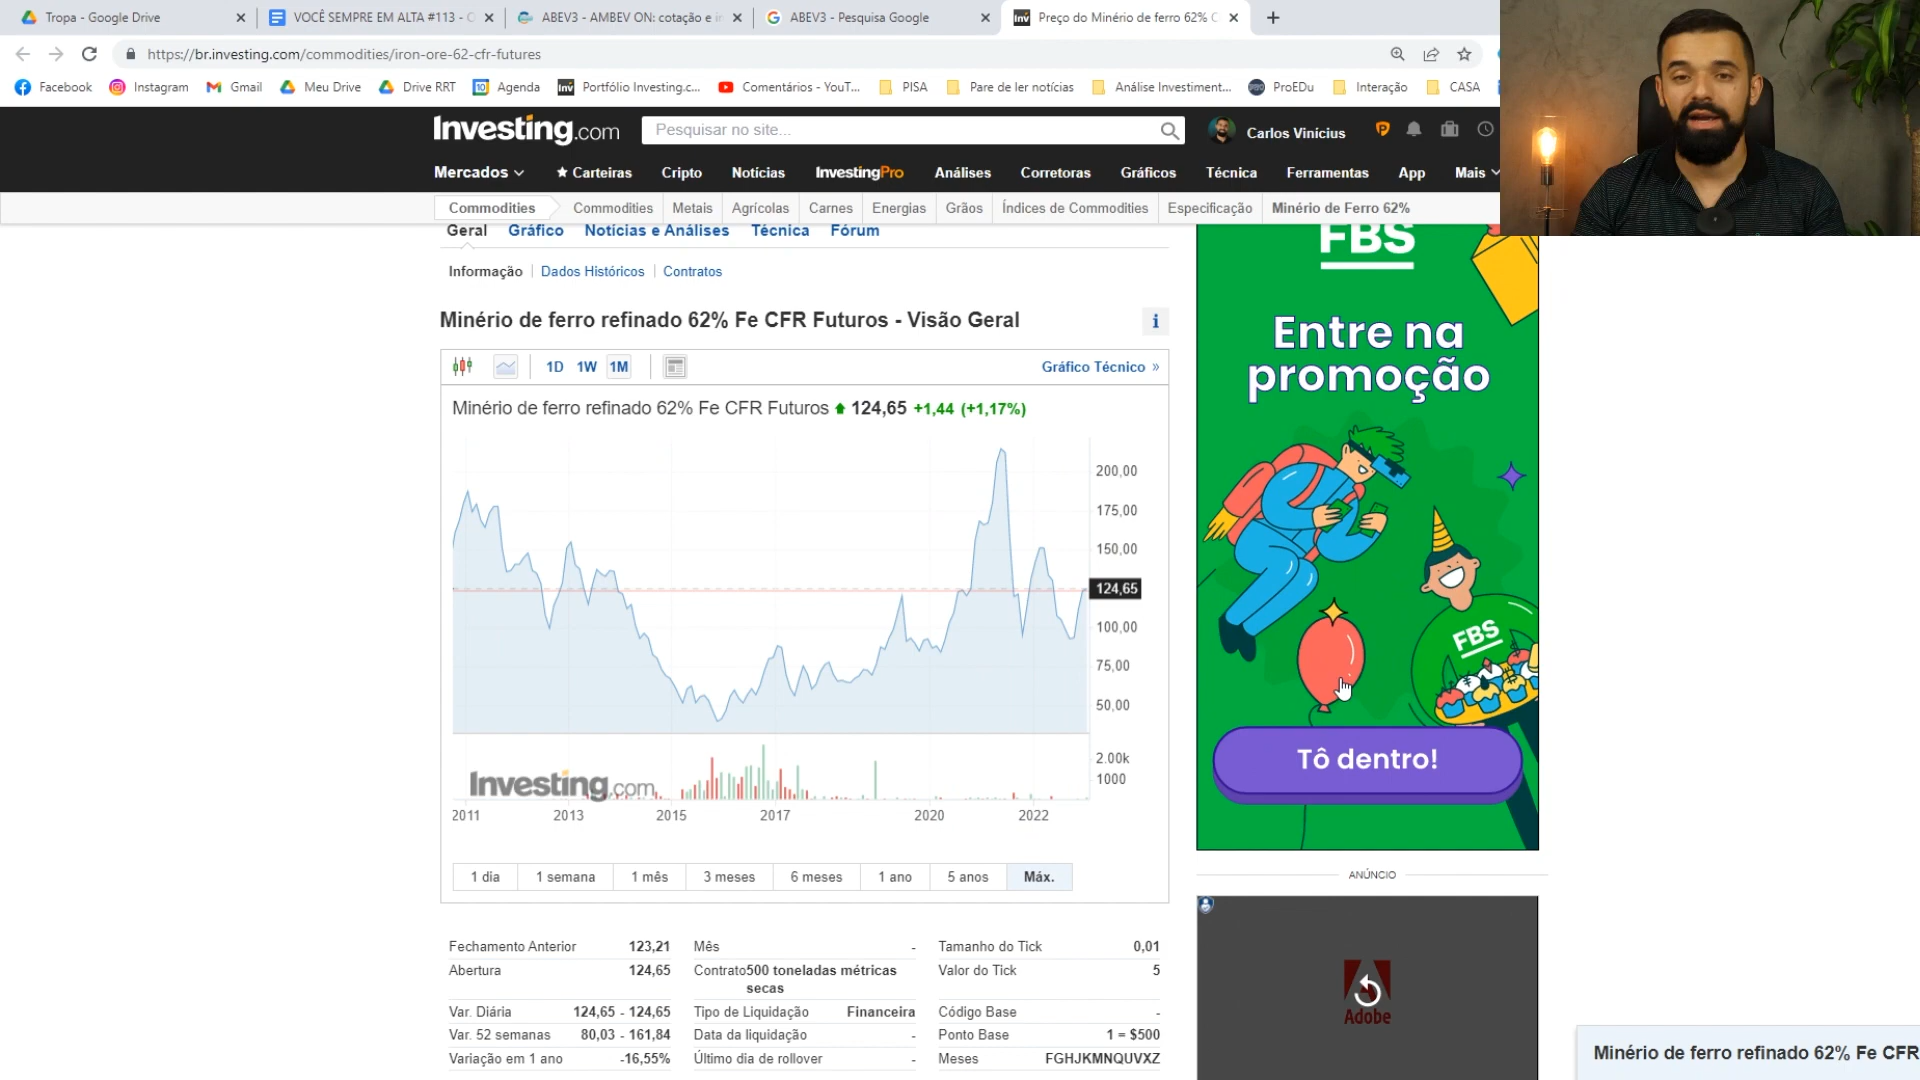 Tropa - Google Drive
VOCÊ SEMPRE EM ALTA #113 - C
ABEV3 - AMBEV ON: cotação e in
ABEV3 - Pesquisa Google
Preço do Minério de ferro 62% C
https://br.investing.com/commodities/iron-ore-62-cfr-futures
Facebook
Instagram
Gmail
Meu Drive
Drive RRT
Agenda
Portfólio Investing.c...
Comentários - YouT...
PISA
Pare de ler notícias
Análise Investiment...
ProEdu
Interação
CASA
Investing.com
Pesquisar no site...
Carlos Vinícius
Mercados
Carteiras
Cripto
Notícias
InvestingPro
Análises
Corretoras
Gráficos
Técnica
Ferramentas
App
Mais
Commodities
Commodities
Metais
Agrícolas
Carnes
Energias
Grãos
Índices de Commodities
Especificação
Minério de Ferro 62%
Geral
Gráfico
Notícias e Análises
Técnica
Fórum
Informação
Dados Históricos
Contratos
Minério de ferro refinado 62% Fe CFR Futuros - Visão Geral
1D
1W
1M
Gráfico Técnico »
Minério de ferro refinado 62% Fe CFR Futuros 124,65 +1,44 (+1,17%)
200,00
175,00
150,00
124,65
100,00
75,00
50,00
2.00k
1000
Investing.com
2011
2013
2015
2017
2020
2022
1 dia
1 semana
1 mês
3 meses
6 meses
1 ano
5 anos
Máx.
Fechamento Anterior 123,21
Mês -
Tamanho do Tick 0,01
Abertura 124,65
Contrato 500 toneladas métricas
secas
Valor do Tick 5
Var. Diária 124,65 - 124,65
Tipo de Liquidação Financeira
Código Base -
Var. 52 semanas 80,03 - 161,84
Data da liquidação -
Ponto Base 1 = $500
Variação em 1 ano -16,55%
Último dia de rollover -
Meses FGHJKMNQUVXZ
FBS
Entre na
promoção
FBS
Tô dentro!
ANÚNCIO
Adobe
Minério de ferro refinado 62% Fe CFR